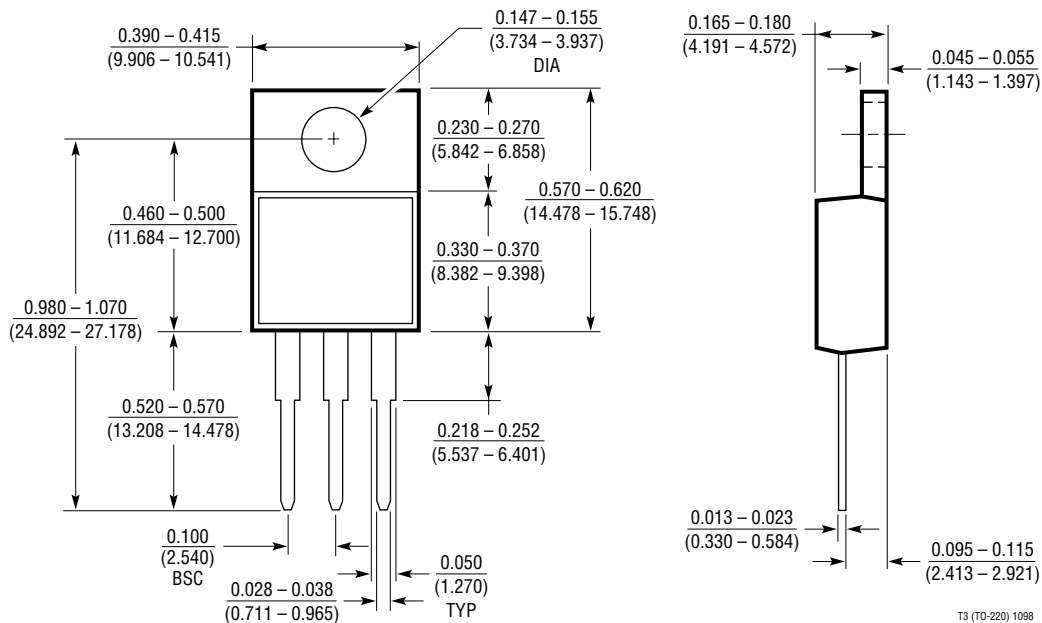 0.390 – 0.415
(9.906 – 10.541)
0.147 – 0.155
(3.734 – 3.937)
DIA
0.165 – 0.180
(4.191 – 4.572)
0.045 – 0.055
(1.143 – 1.397)
0.230 – 0.270
(5.842 – 6.858)
0.570 – 0.620
(14.478 – 15.748)
0.460 – 0.500
(11.684 – 12.700)
0.330 – 0.370
(8.382 – 9.398)
0.980 – 1.070
(24.892 – 27.178)
0.520 – 0.570
(13.208 – 14.478)
0.218 – 0.252
(5.537 – 6.401)
0.100
(2.540)
BSC
0.028 – 0.038
(0.711 – 0.965)
0.050
(1.270)
TYP
0.013 – 0.023
(0.330 – 0.584)
0.095 – 0.115
(2.413 – 2.921)
T3 (TO-220) 1098